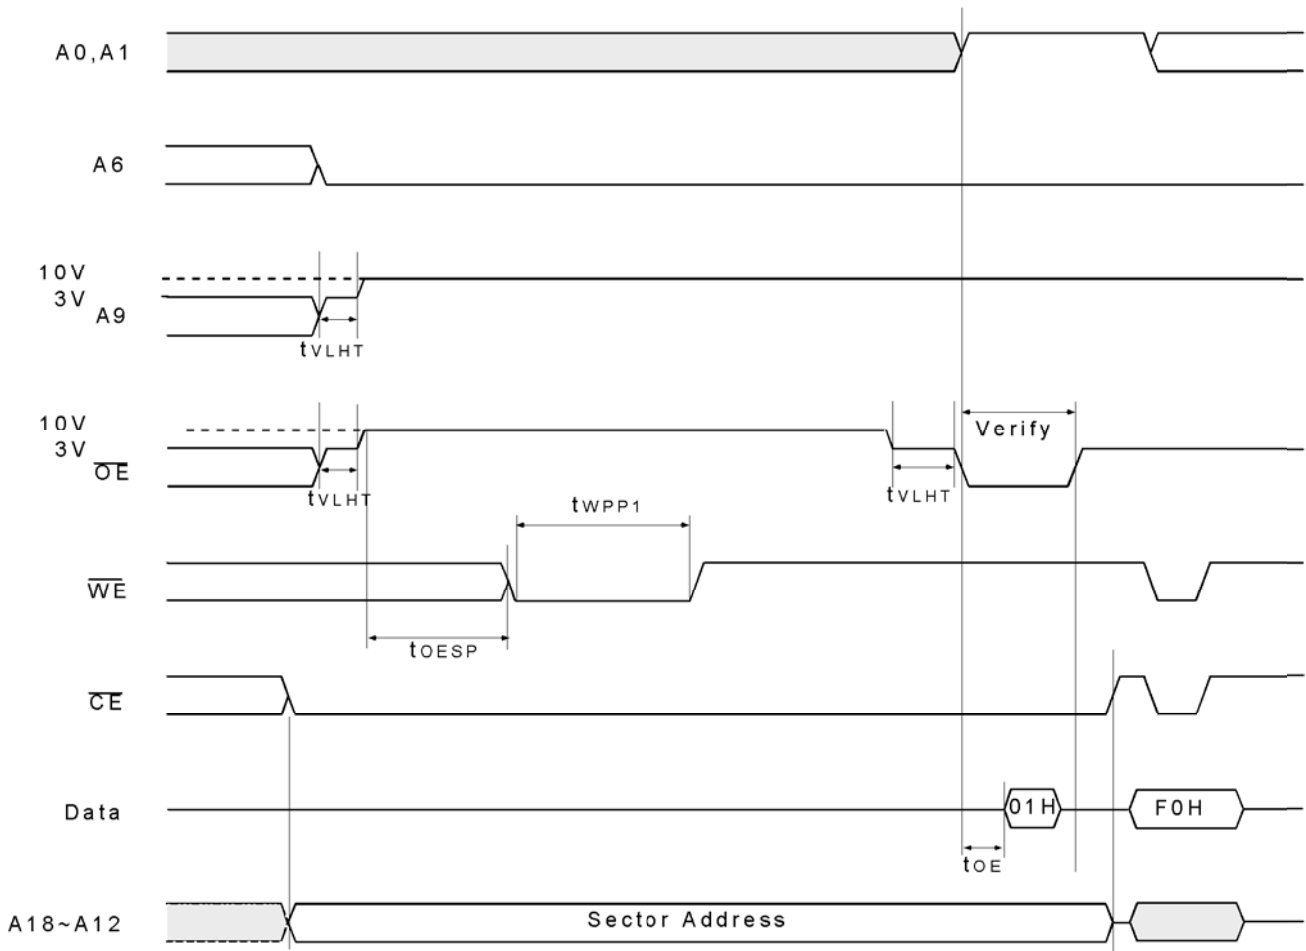 A0,A1
A6
10V
3V
A9
tVLHT
10V
3V
OE
tVLHT
tVLHT
Verify
tWPP1
WE
tOESP
CE
Data
01H
F0H
tOE
A18~A12
Sector Address